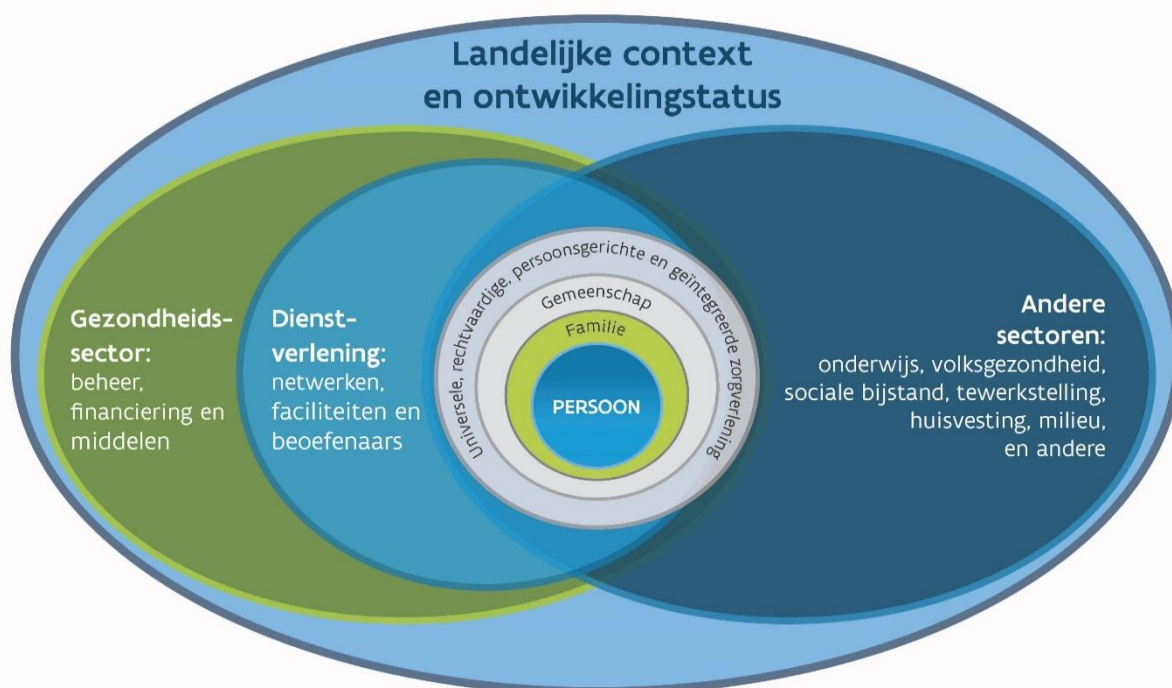 Landelijke context
en ontwikkelingstatus
Gezondheids-
sector:
beheer,
financiering en
middelen
Dienst-
verlening:
netwerken,
faciliteiten en
beoefenaars
Universele, rechtvaardige, persoonsgerichte en geïntegreerde zorgverlening
Gemeenschap
Familie
PERSOON
Andere
sectoren:
onderwijs, volksgezondheid,
sociale bijstand, tewerkstelling,
huisvesting, milieu,
en andere